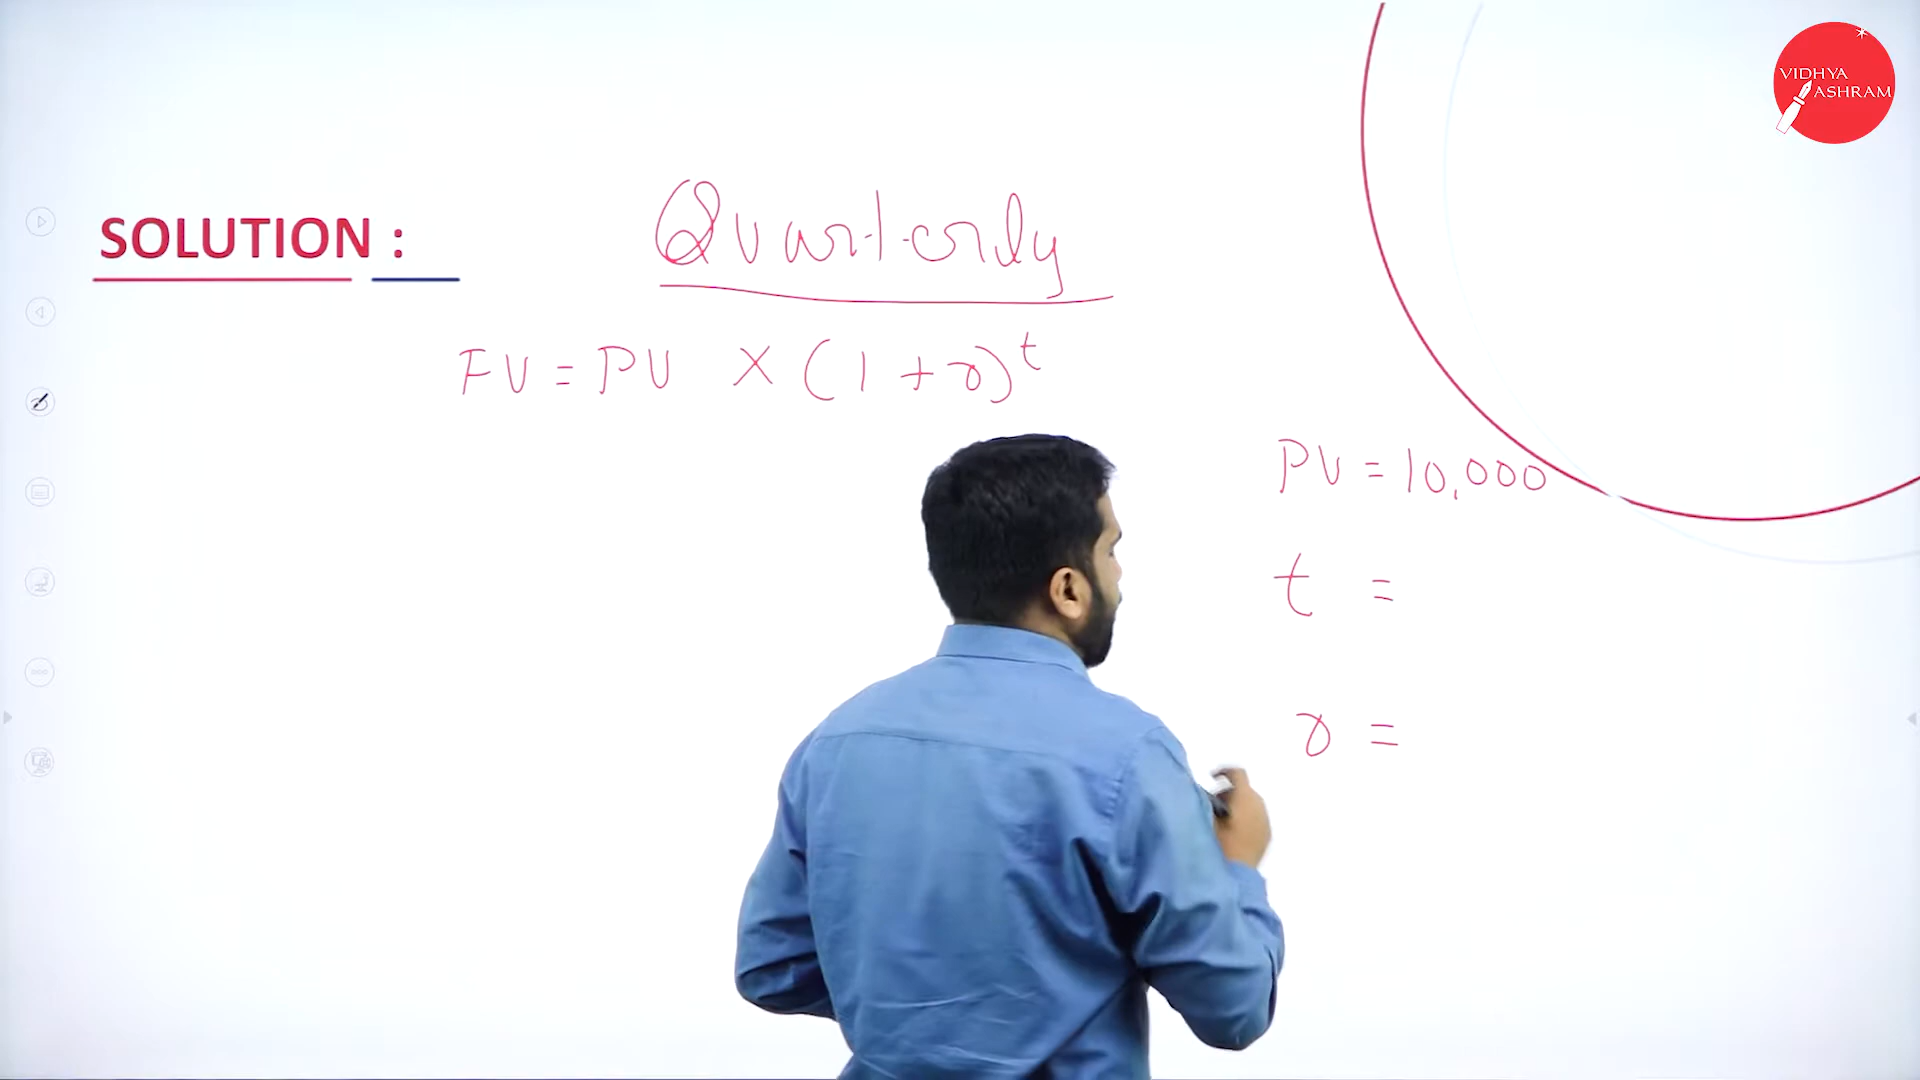 VIDHYA
ASHRAM
SOLUTION :
Quarterly
FV = PV × (1 + r)ᵗ
PV = 10,000
t =
r =